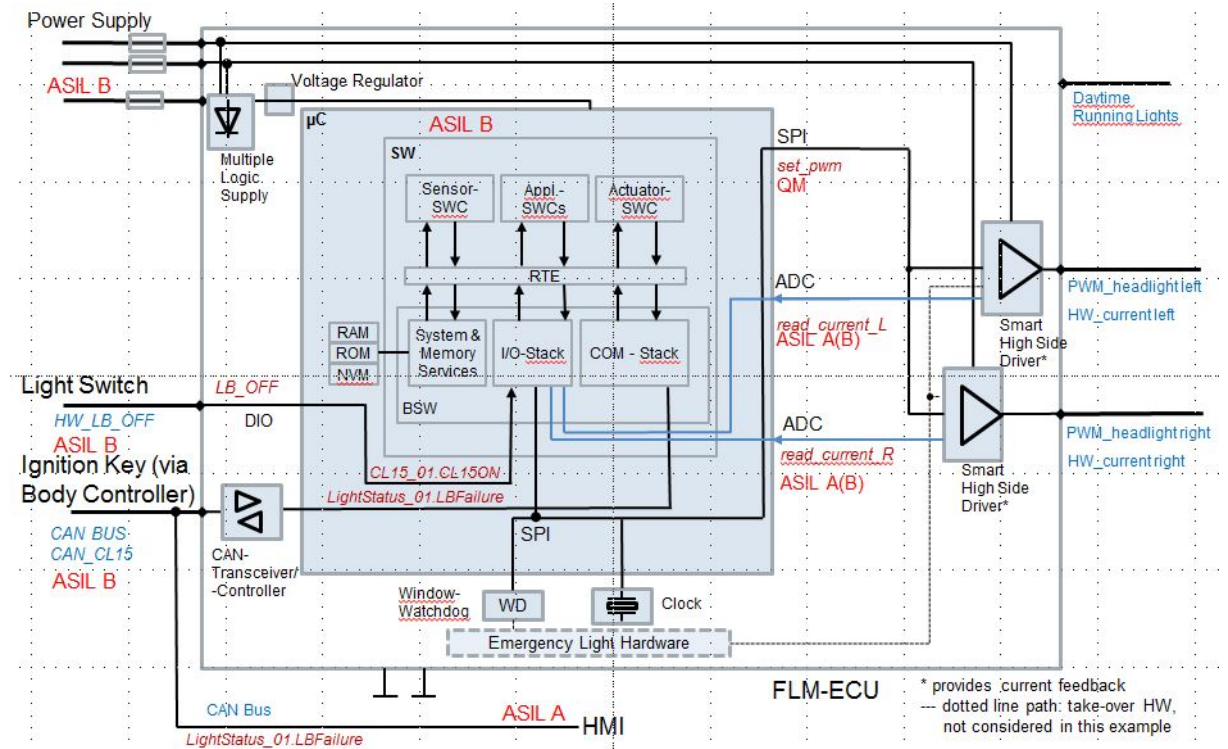 Power Supply
ASIL B
Voltage Regulator
Multiple
Logic.
Supply
µC
ASIL B
SW
Sensor-
SWC
Appl.-
SWCs
Actuator-
SWC
RTE
RAM
ROM
NVM
System &
Memory
Services
I/O-Stack
COM - Stack
BSW
SPI
set_pwm
QM
ADC
read_current_L
ASIL A(B)
ADC
read_current_R
ASIL A(B)
Daytime
Running Lights
PWM_headlight left
HW_current left
Smart
High Side
Driver*
PWM_headlight right
HW_current right
Smart
High Side
Driver*
Light Switch
LB_OFF
HW_LB_OFF
DIO
ASIL B
Ignition Key (via
Body Controller)
CL15_01.CL15ON
LightStatus_01.LBFailure
CAN BUS
CAN_CL15
ASIL B
CAN-
Transceiver/
-Controller
SPI
Window-
Watchdog
WD
Clock
Emergency Light Hardware
FLM-ECU
* provides current feedback
--- dotted line path: take-over HW,
not considered in this example
CAN Bus
ASIL A
HMI
LightStatus_01.LBFailure